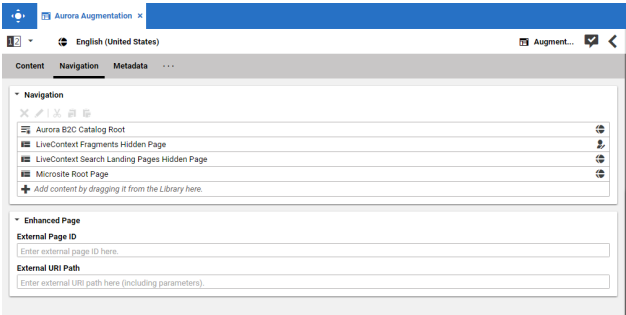 Aurora Augmentation ×
12
English (United States)
Augment...
Content Navigation Metadata ...
Navigation
Aurora B2C Catalog Root
LiveContext Fragments Hidden Page
LiveContext Search Landing Pages Hidden Page
Microsite Root Page
Add content by dragging it from the Library here.
Enhanced Page
External Page ID
Enter external page ID here.
External URI Path
Enter external URI path here (including parameters).